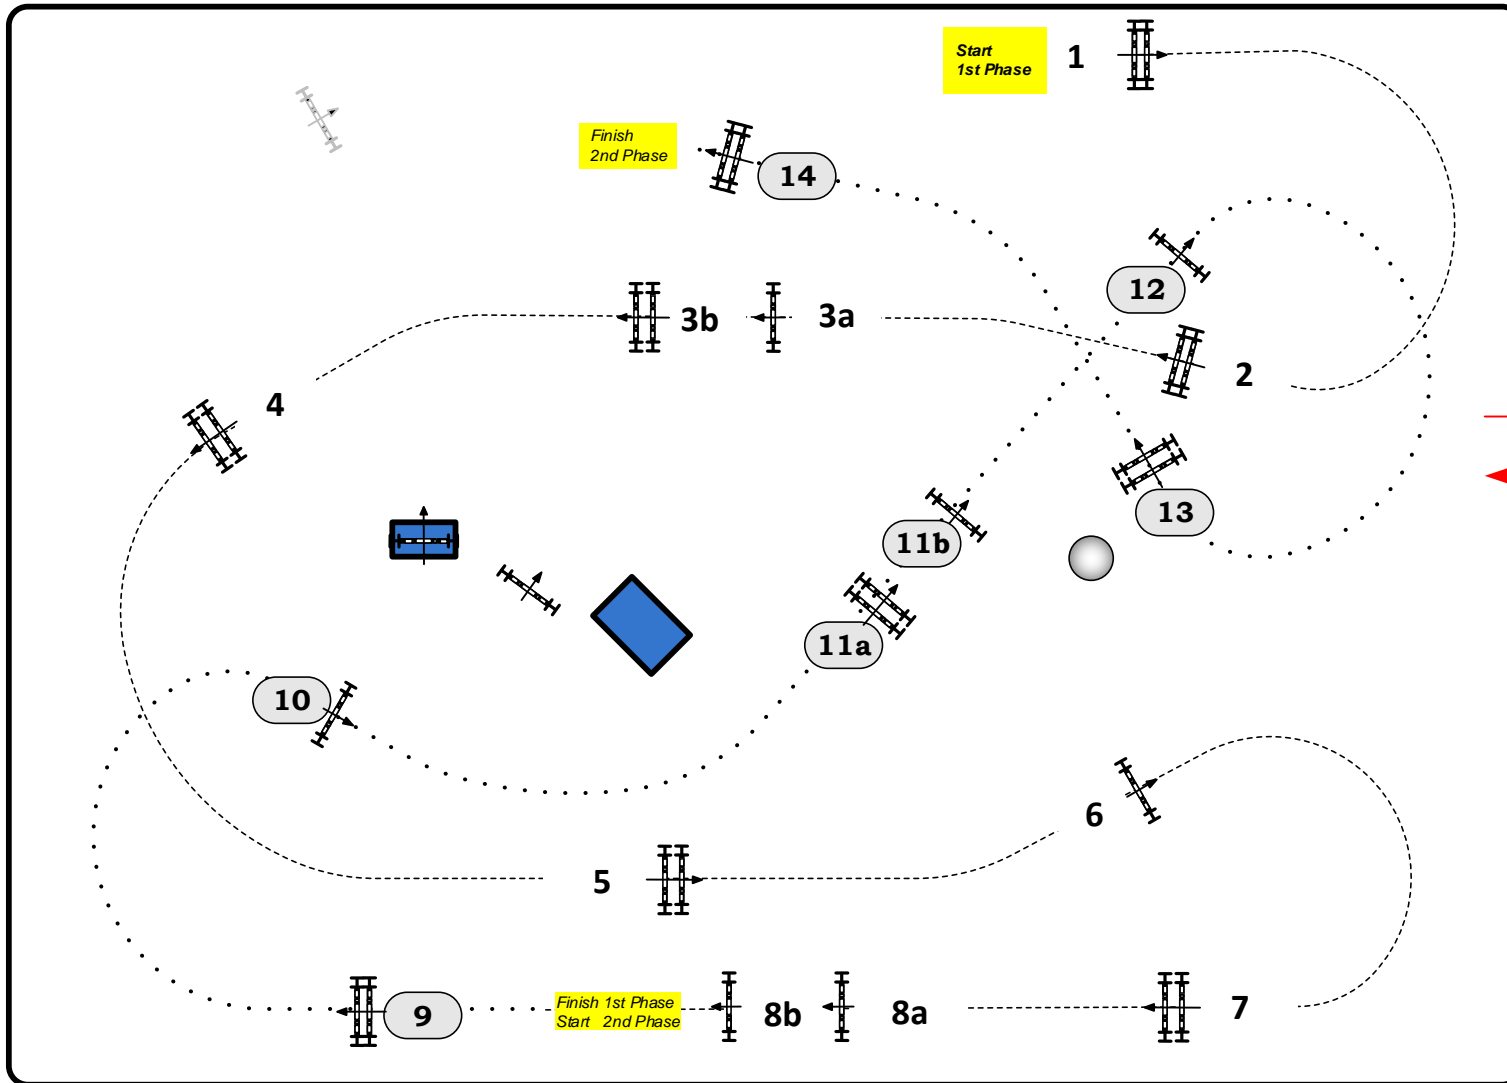 Start
1st Phase
1
Finish
2nd Phase
14
12
3b
3a
2
4
13
11b
11a
10
6
5
9
Finish 1st Phase
Start 2nd Phase
8b
8a
7